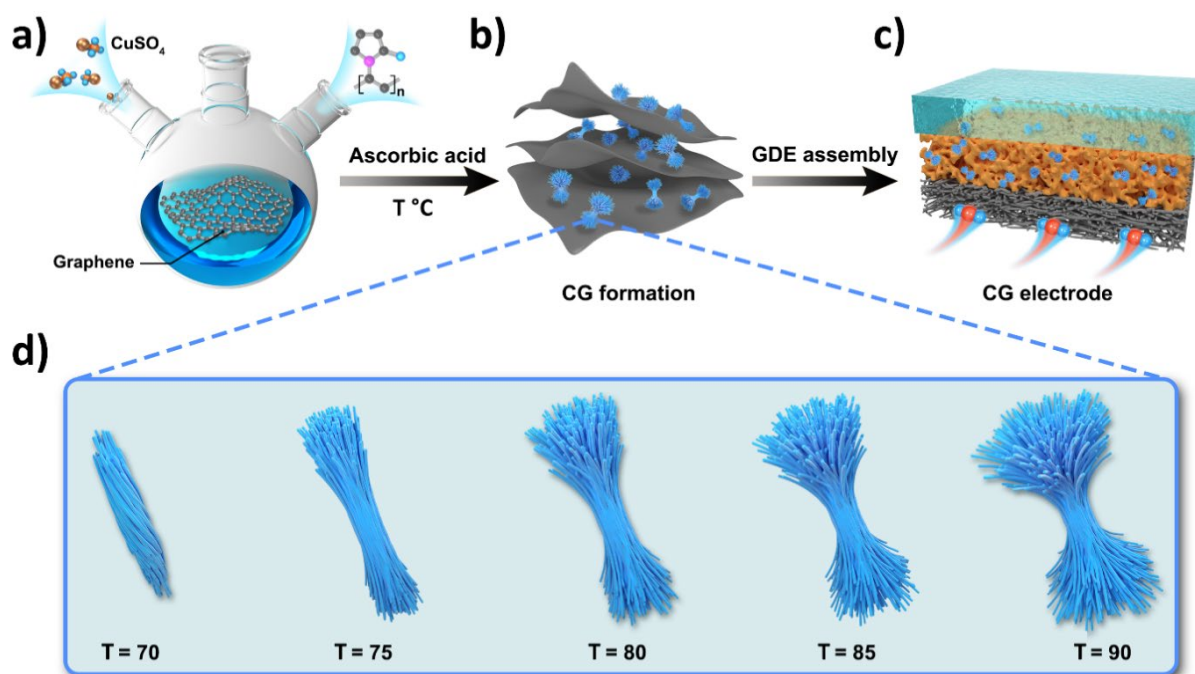 a)
CuSO₄
n
Graphene
Ascorbic acid
T °C
b)
CG formation
GDE assembly
c)
CG electrode
d)
T = 70
T = 75
T = 80
T = 85
T = 90